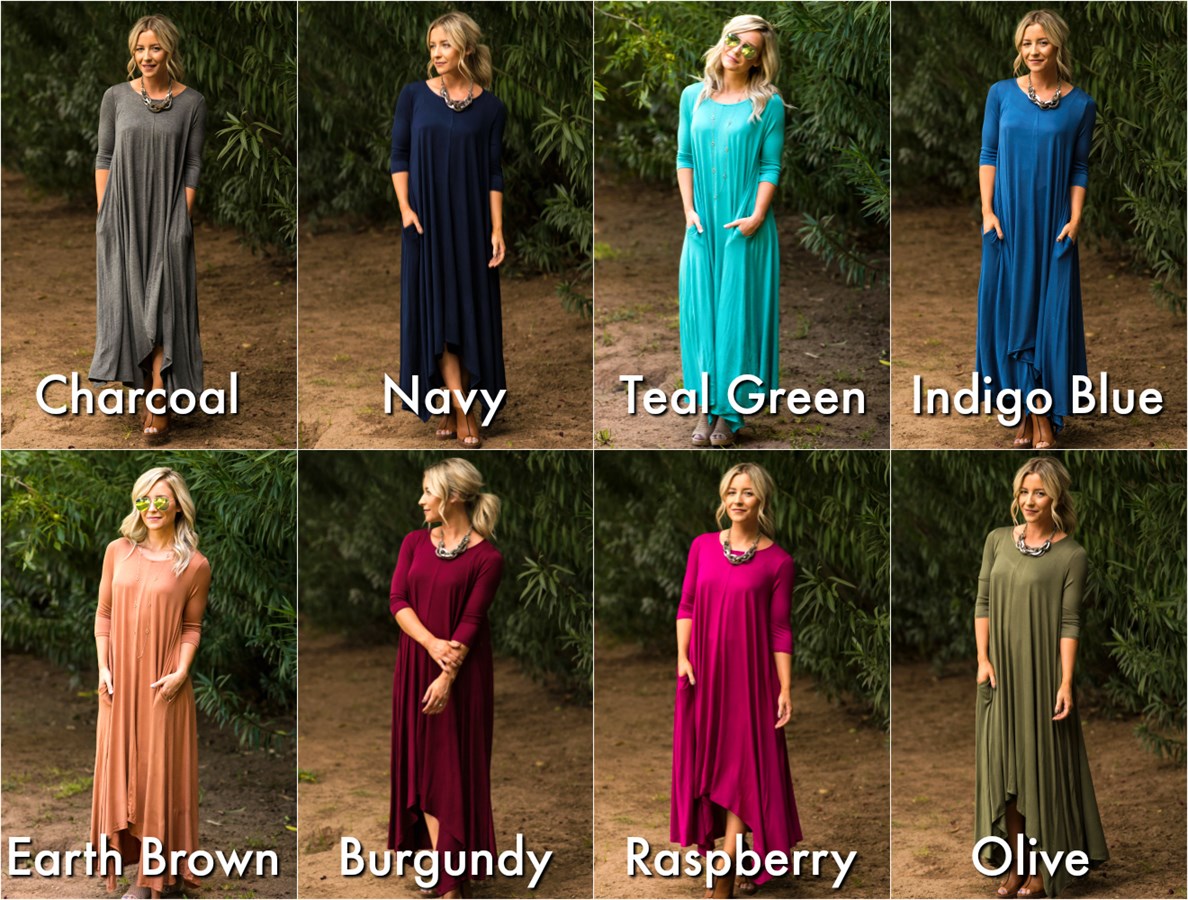 Charcoal
Navy
Teal Green
Indigo Blue
Earth Brown
Burgundy
Raspberry
Olive